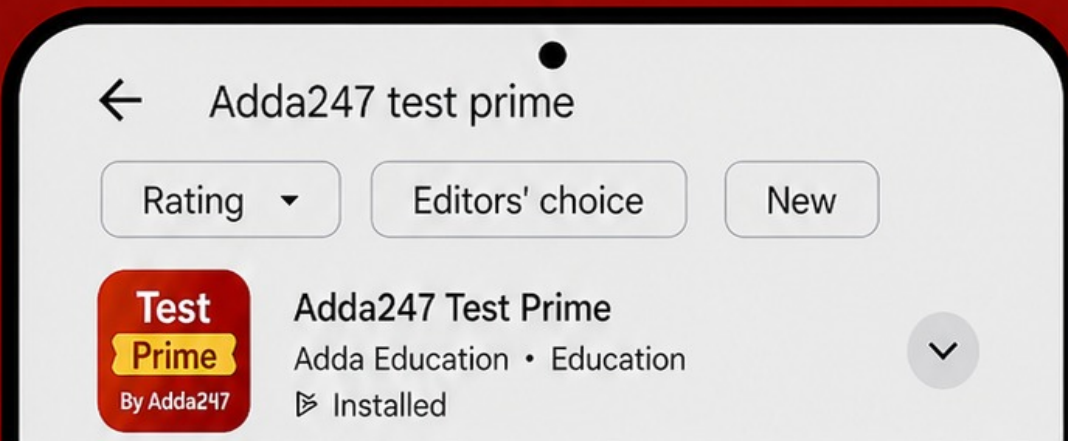 Adda247 test prime
Rating
Editors' choice
New
Test
Prime
By Adda247
Adda247 Test Prime
Adda Education • Education
Installed